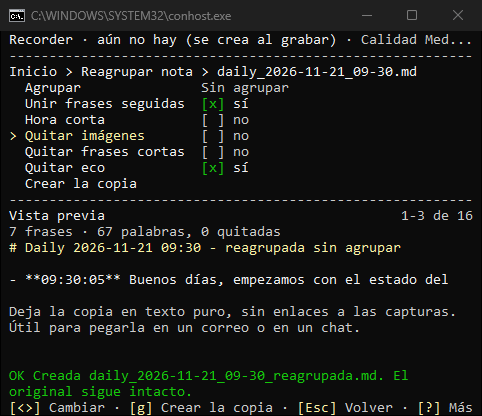 C:\WINDOWS\SYSTEM32\conhost.exe
Recorder · aún no hay (se crea al grabar) · Calidad Med...
Inicio > Reagrupar nota > daily_2026-11-21_09-30.md
Agrupar Sin agrupar
Unir frases seguidas [x] sí
Hora corta [ ] no
> Quitar imágenes [ ] no
Quitar frases cortas [ ] no
Quitar eco [x] sí
Crear la copia
Vista previa 1-3 de 16
7 frases · 67 palabras, 0 quitadas
# Daily 2026-11-21 09:30 - reagrupada sin agrupar
- **09:30:05** Buenos días, empezamos con el estado del
Deja la copia en texto puro, sin enlaces a las capturas.
Útil para pegarla en un correo o en un chat.
OK Creada daily_2026-11-21_09-30_reagrupada.md. El
original sigue intacto.
[<>] Cambiar · [g] Crear la copia · [Esc] Volver · [?] Más